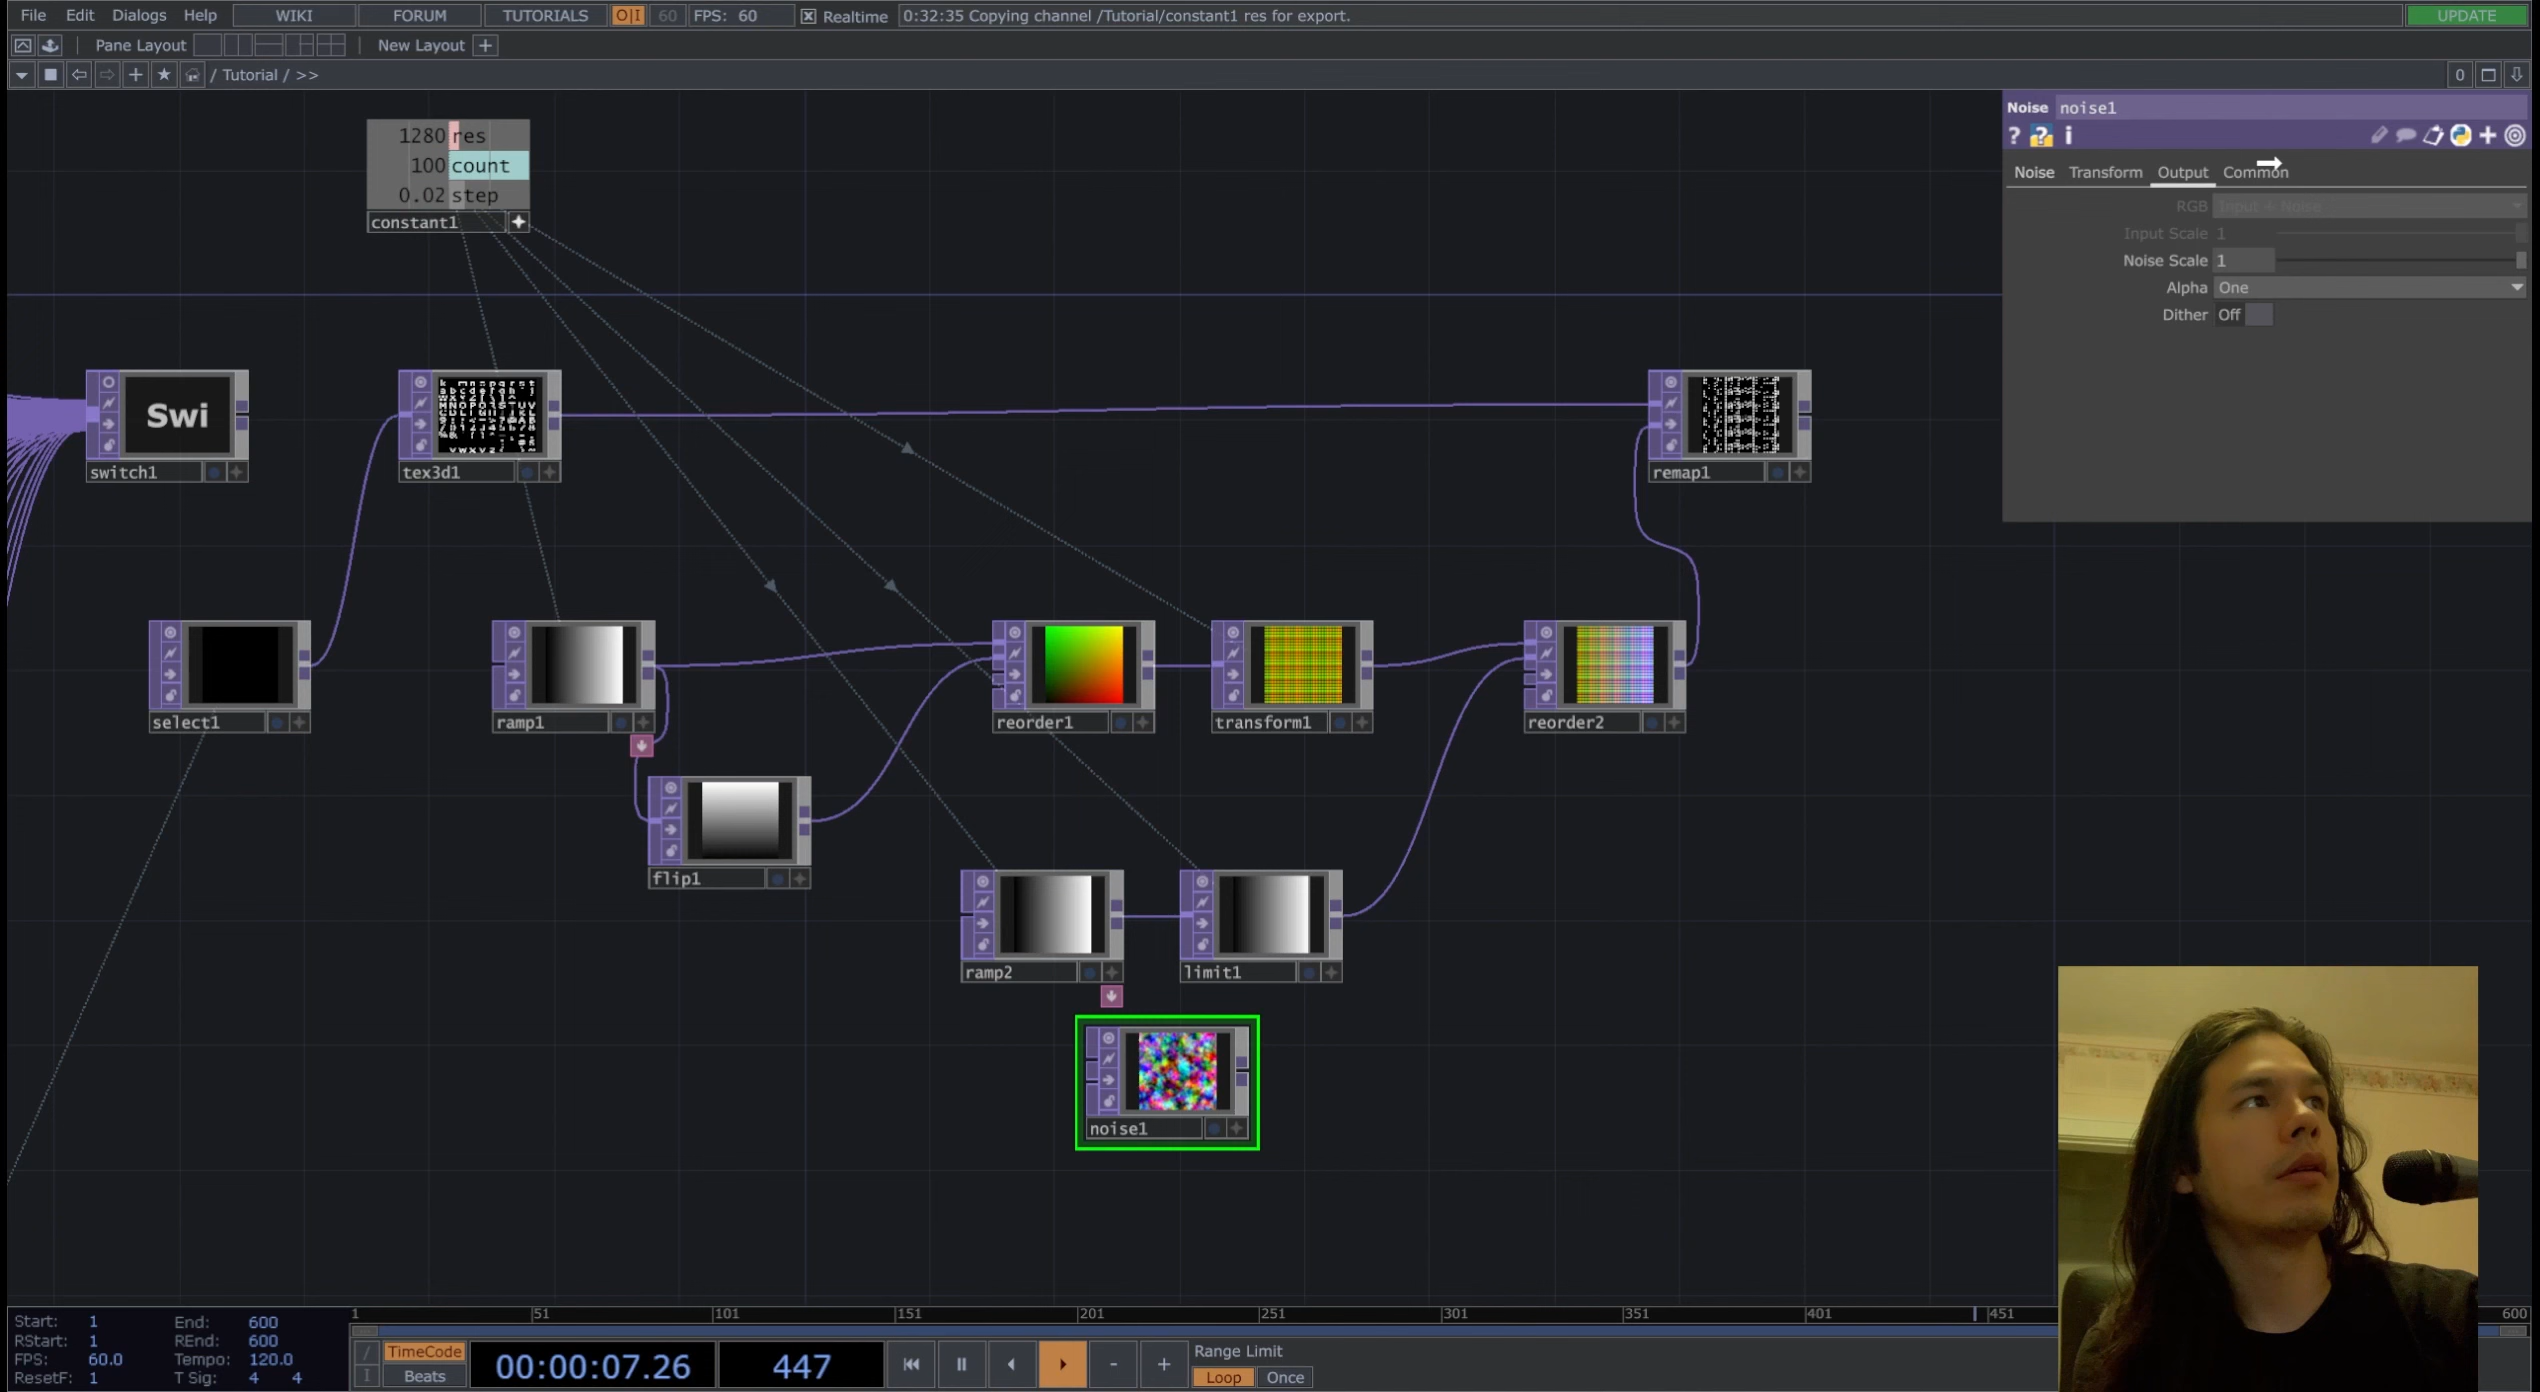 File Edit Dialogs Help WIKI FORUM TUTORIALS O|I 60 FPS: 60 Realtime 0:32:35 Copying channel /Tutorial/constant1 res for export. UPDATE
Pane Layout New Layout +
/ Tutorial / >> 0
1280 res
100 count
0.02 step
constant1
Noise noise1
? ? i
Noise Transform Output Common
RGB Input + Noise
Input Scale 1
Noise Scale 1
Alpha One
Dither Off
Swi
switch1
tex3d1
remap1
select1
ramp1
reorder1
transform1
reorder2
flip1
ramp2
limit1
noise1
1 51 101 151 201 251 301 351 401 451 600
Start: 1 End: 600
RStart: 1 REnd: 600
FPS: 60.0 Tempo: 120.0
ResetF: 1 T Sig: 4 4
/ TimeCode
I Beats
00:00:07.26
447
- +
Range Limit
Loop Once